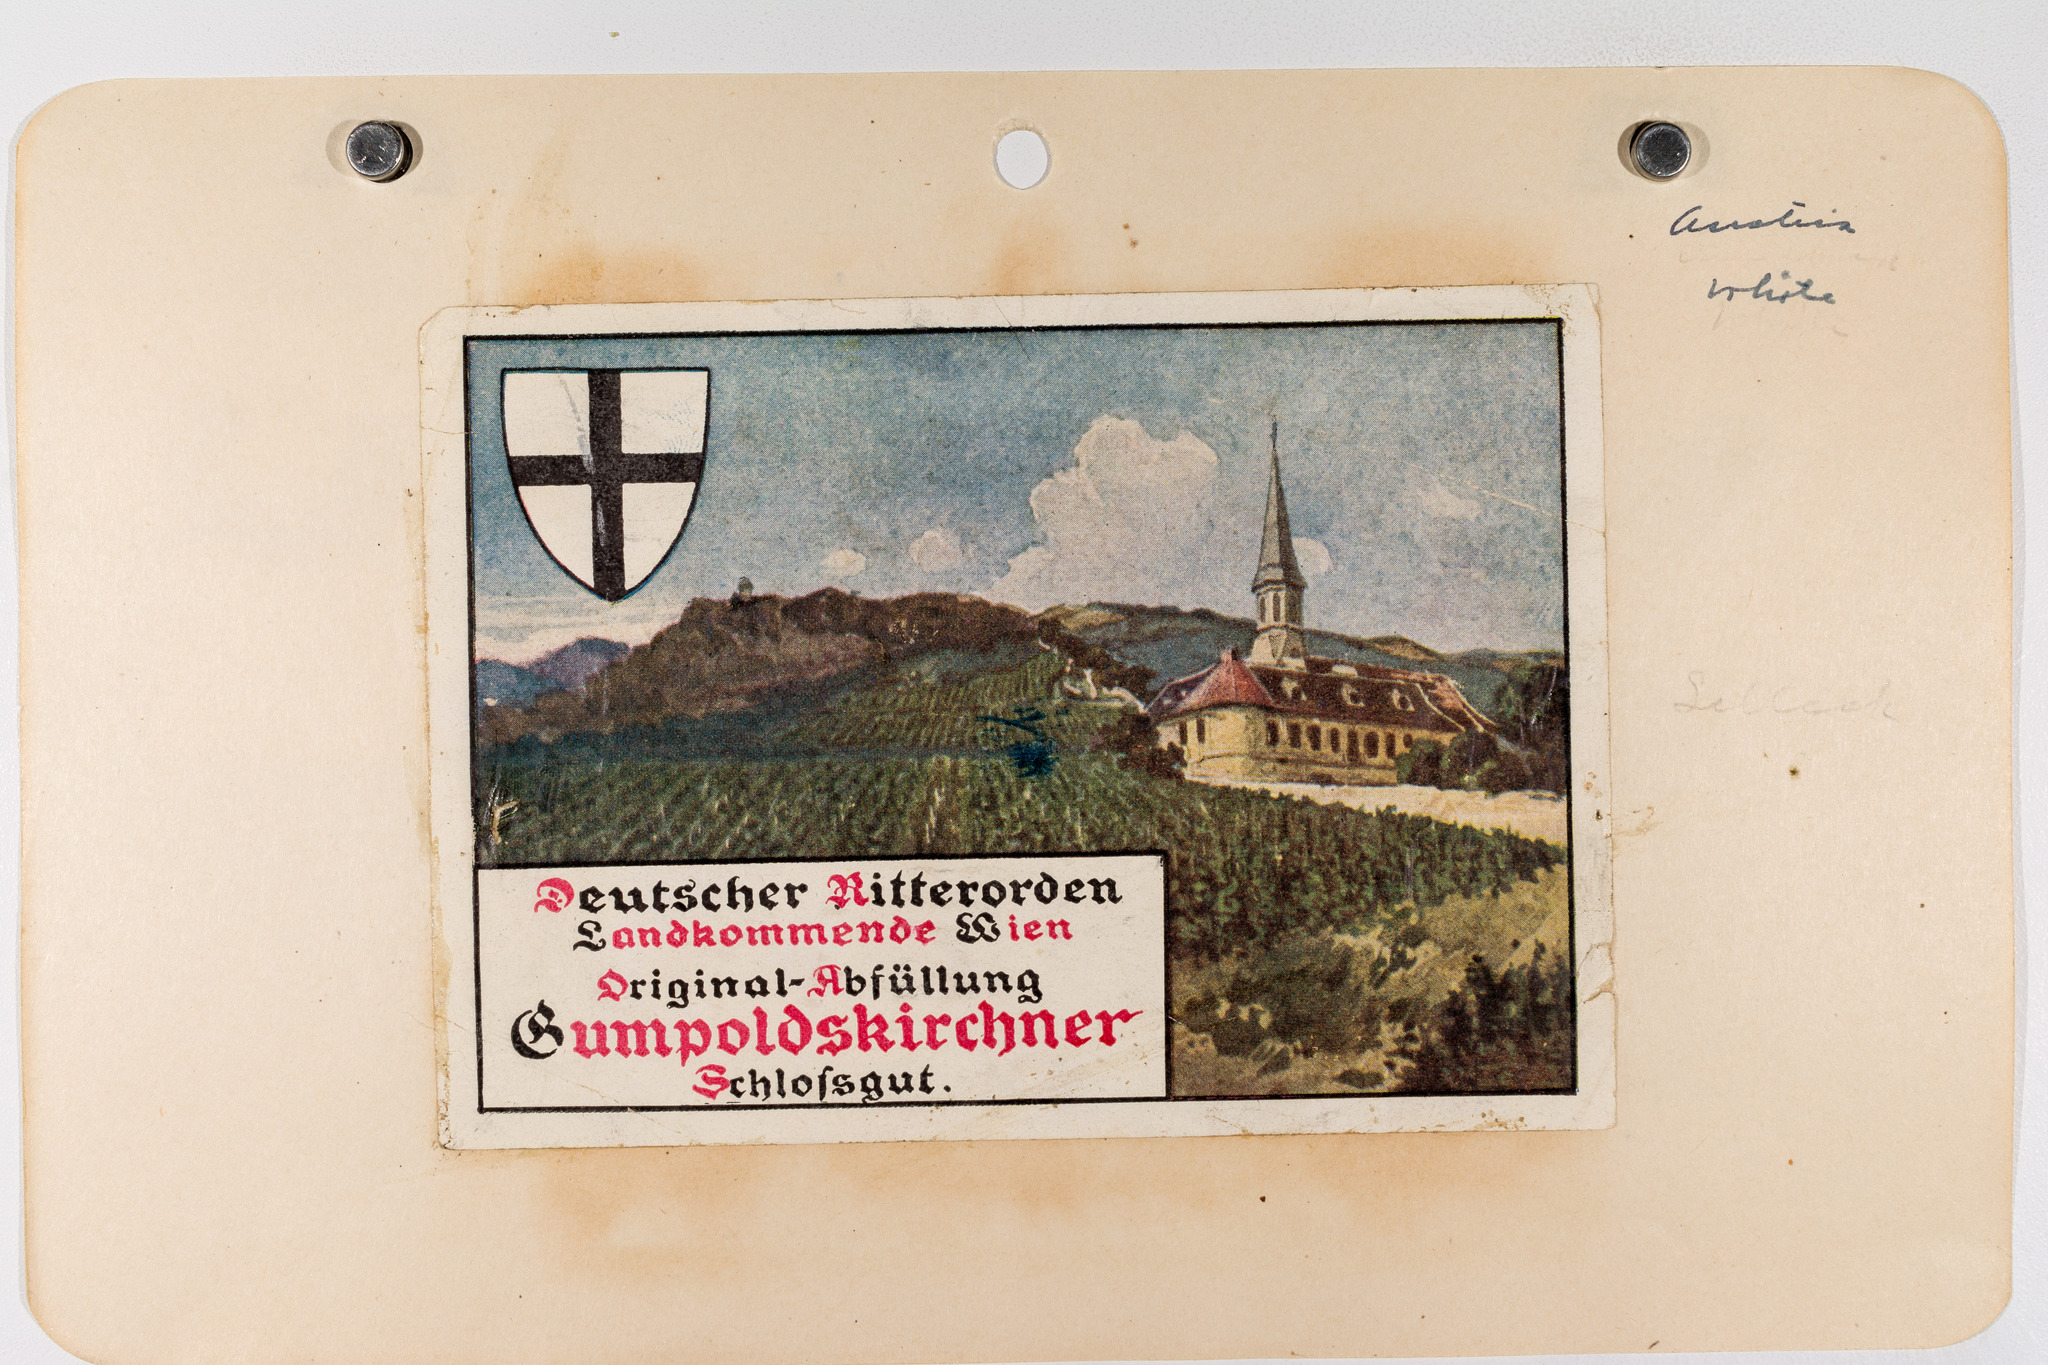 Austria
white
Deutscher Ritterorden
Landkommende Wien
Original-Abfüllung
Gumpoldskirchner
Schloſsgut.